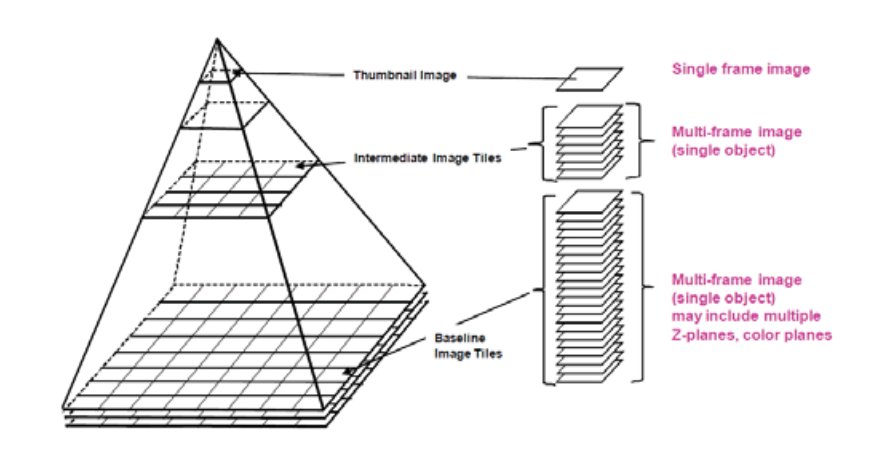 Thumbnail Image
Single frame image
Intermediate Image Tiles
Multi-frame image
(single object)
Baseline
Image Tiles
Multi-frame image
(single object)
may include multiple
Z-planes, color planes